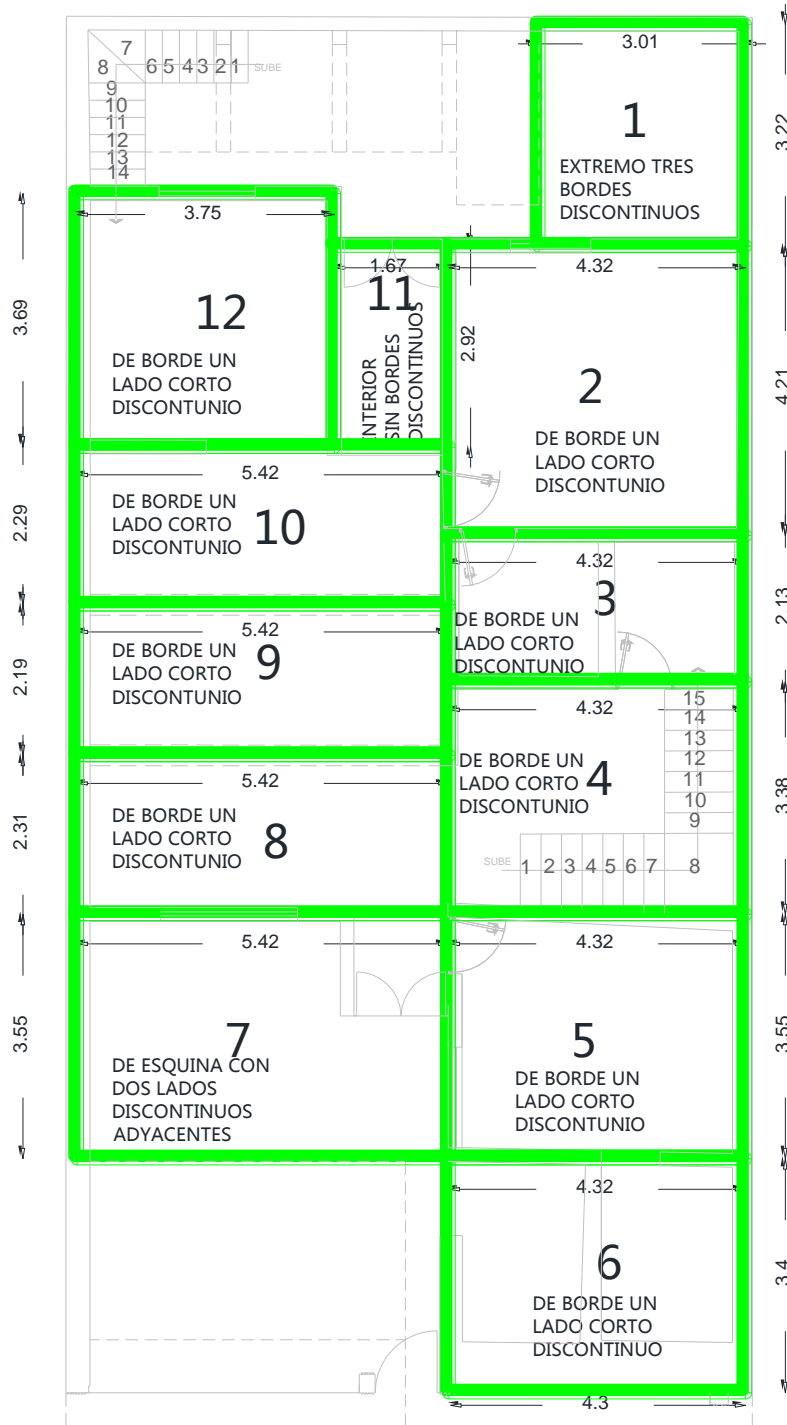 3.01
3.22
1
EXTREMO TRES
BORDES
DISCONTINUOS
7
8
6 5 4 3 2 1
SUBE
9
10
11
12
13
14
3.75
3.69
12
DE BORDE UN
LADO CORTO
DISCONTUNIO
1.67
11
INTERIOR
SIN BORDES
DISCONTINUOS
2.92
4.32
4.21
2
DE BORDE UN
LADO CORTO
DISCONTUNIO
5.42
2.29
DE BORDE UN
LADO CORTO
DISCONTUNIO
10
4.32
2.13
3
DE BORDE UN
LADO CORTO
DISCONTUNIO
5.42
2.19
DE BORDE UN
LADO CORTO
DISCONTUNIO
9
4.32
3.38
DE BORDE UN
LADO CORTO
DISCONTUNIO
4
15
14
13
12
11
10
9
SUBE
1 2 3 4 5 6 7 8
5.42
2.31
DE BORDE UN
LADO CORTO
DISCONTUNIO
8
5.42
3.55
7
DE ESQUINA CON
DOS LADOS
DISCONTINUOS
ADYACENTES
4.32
3.55
5
DE BORDE UN
LADO CORTO
DISCONTUNIO
4.32
3.4
6
DE BORDE UN
LADO CORTO
DISCONTINUO
4.3